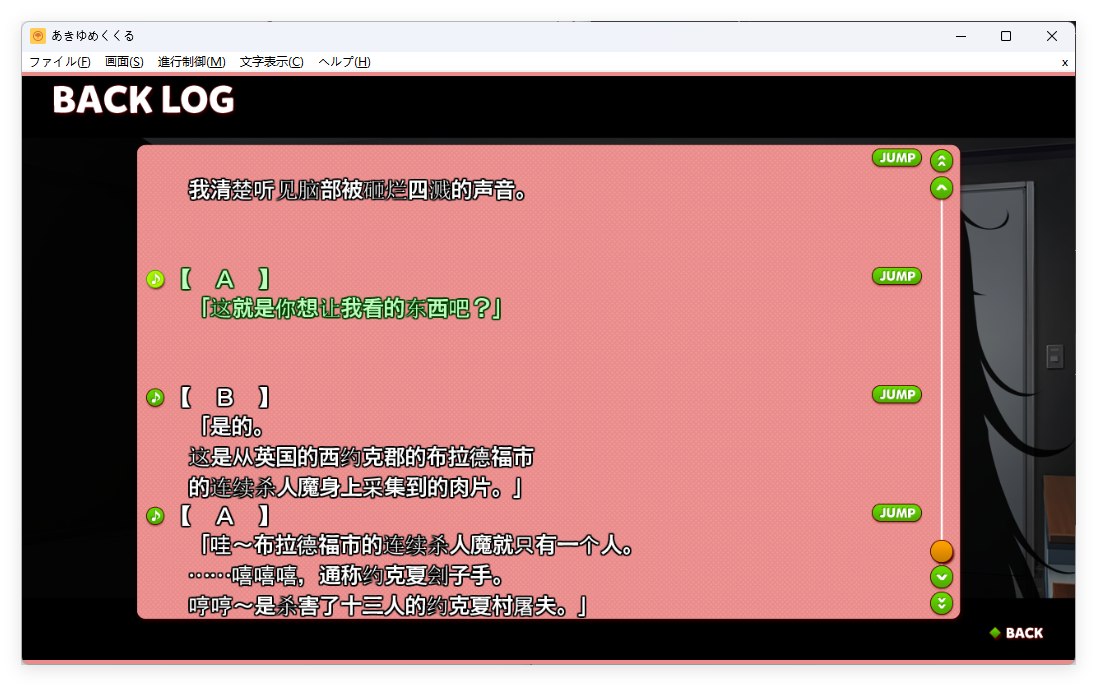 あきゆめくくる
ファイル(F) 画面(S) 進行制御(M) 文字表示(C) ヘルプ(H) x
BACK LOG
JUMP
我清楚听见脑部被砸烂四溅的声音。
【 A 】
JUMP
「这就是你想让我看的东西吧？」
【 B 】
JUMP
「是的。
这是从英国的西约克郡的布拉德福市
的连续杀人魔身上采集到的肉片。」
【 A 】
JUMP
「哇～布拉德福市的连续杀人魔就只有一个人。
……嘻嘻嘻，通称约克夏刽子手。
哼哼～是杀害了十三人的约克夏村屠夫。」
BACK